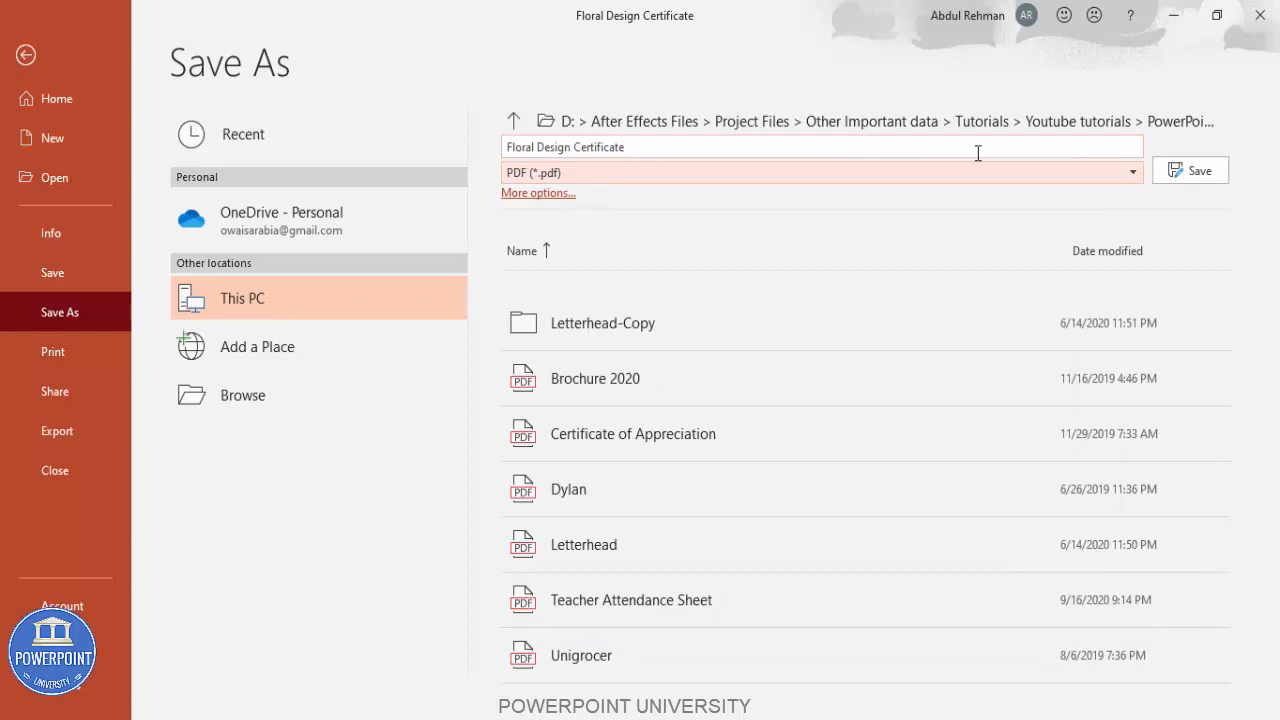 Floral Design Certificate
Abdul Rehman AR ?
Save As
Home
New
Open
Info
Save
Save As
Print
Share
Export
Close
Account
POWERPOINT
UNIVERSITY
Recent
Personal
OneDrive - Personal
owaisarabia@gmail.com
Other locations
This PC
Add a Place
Browse
D: > After Effects Files > Project Files > Other Important data > Tutorials > Youtube tutorials > PowerPoi...
Floral Design Certificate
PDF (*.pdf)
Save
More options...
Name Date modified
Letterhead-Copy 6/14/2020 11:51 PM
PDF Brochure 2020 11/16/2019 4:46 PM
PDF Certificate of Appreciation 11/29/2019 7:33 AM
PDF Dylan 6/26/2019 11:36 PM
PDF Letterhead 6/14/2020 11:50 PM
PDF Teacher Attendance Sheet 9/16/2020 9:14 PM
PDF Unigrocer 8/6/2019 7:36 PM
POWERPOINT UNIVERSITY